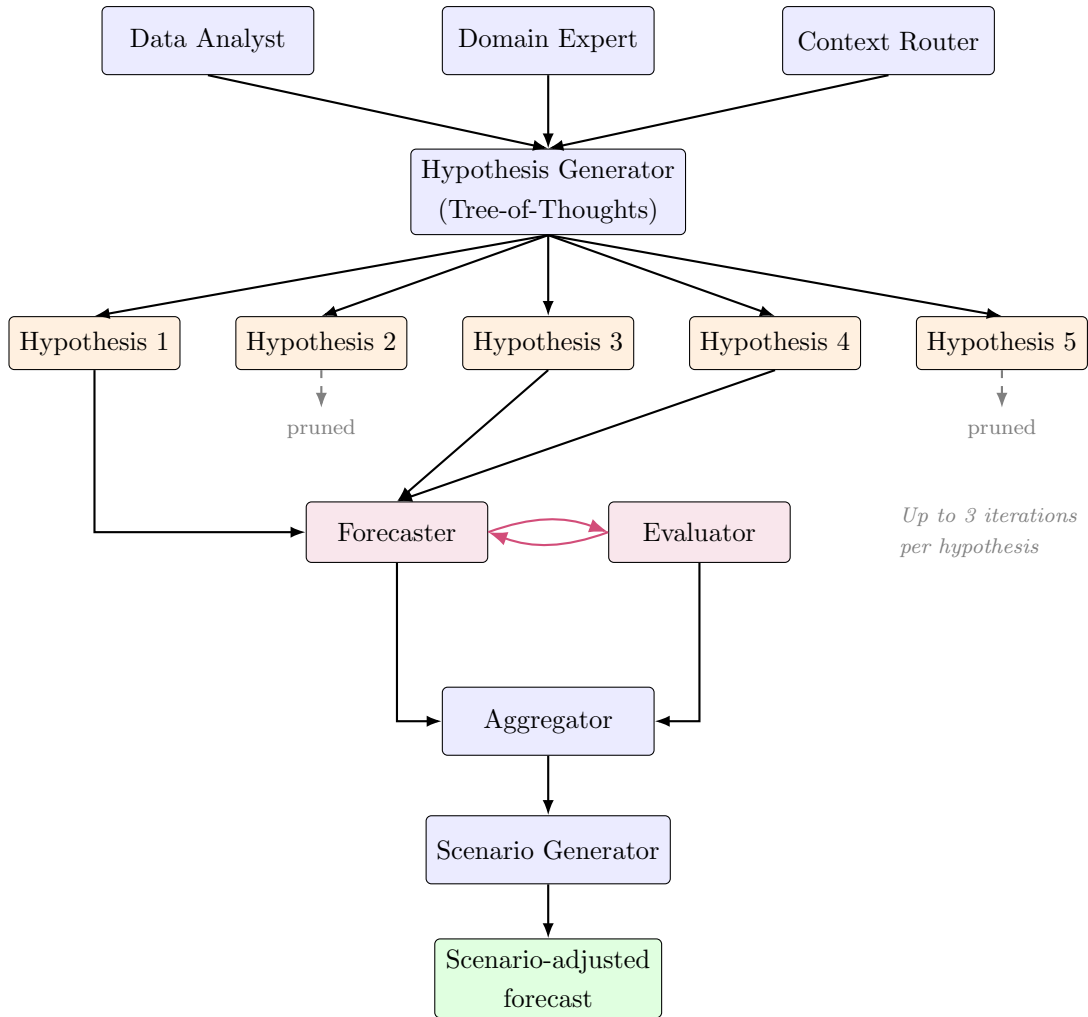 Data Analyst
Domain Expert
Context Router
Hypothesis Generator
(Tree-of-Thoughts)
Hypothesis 1
Hypothesis 2
Hypothesis 3
Hypothesis 4
Hypothesis 5
pruned
pruned
Forecaster
Evaluator
Up to 3 iterations
per hypothesis
Aggregator
Scenario Generator
Scenario-adjusted
forecast